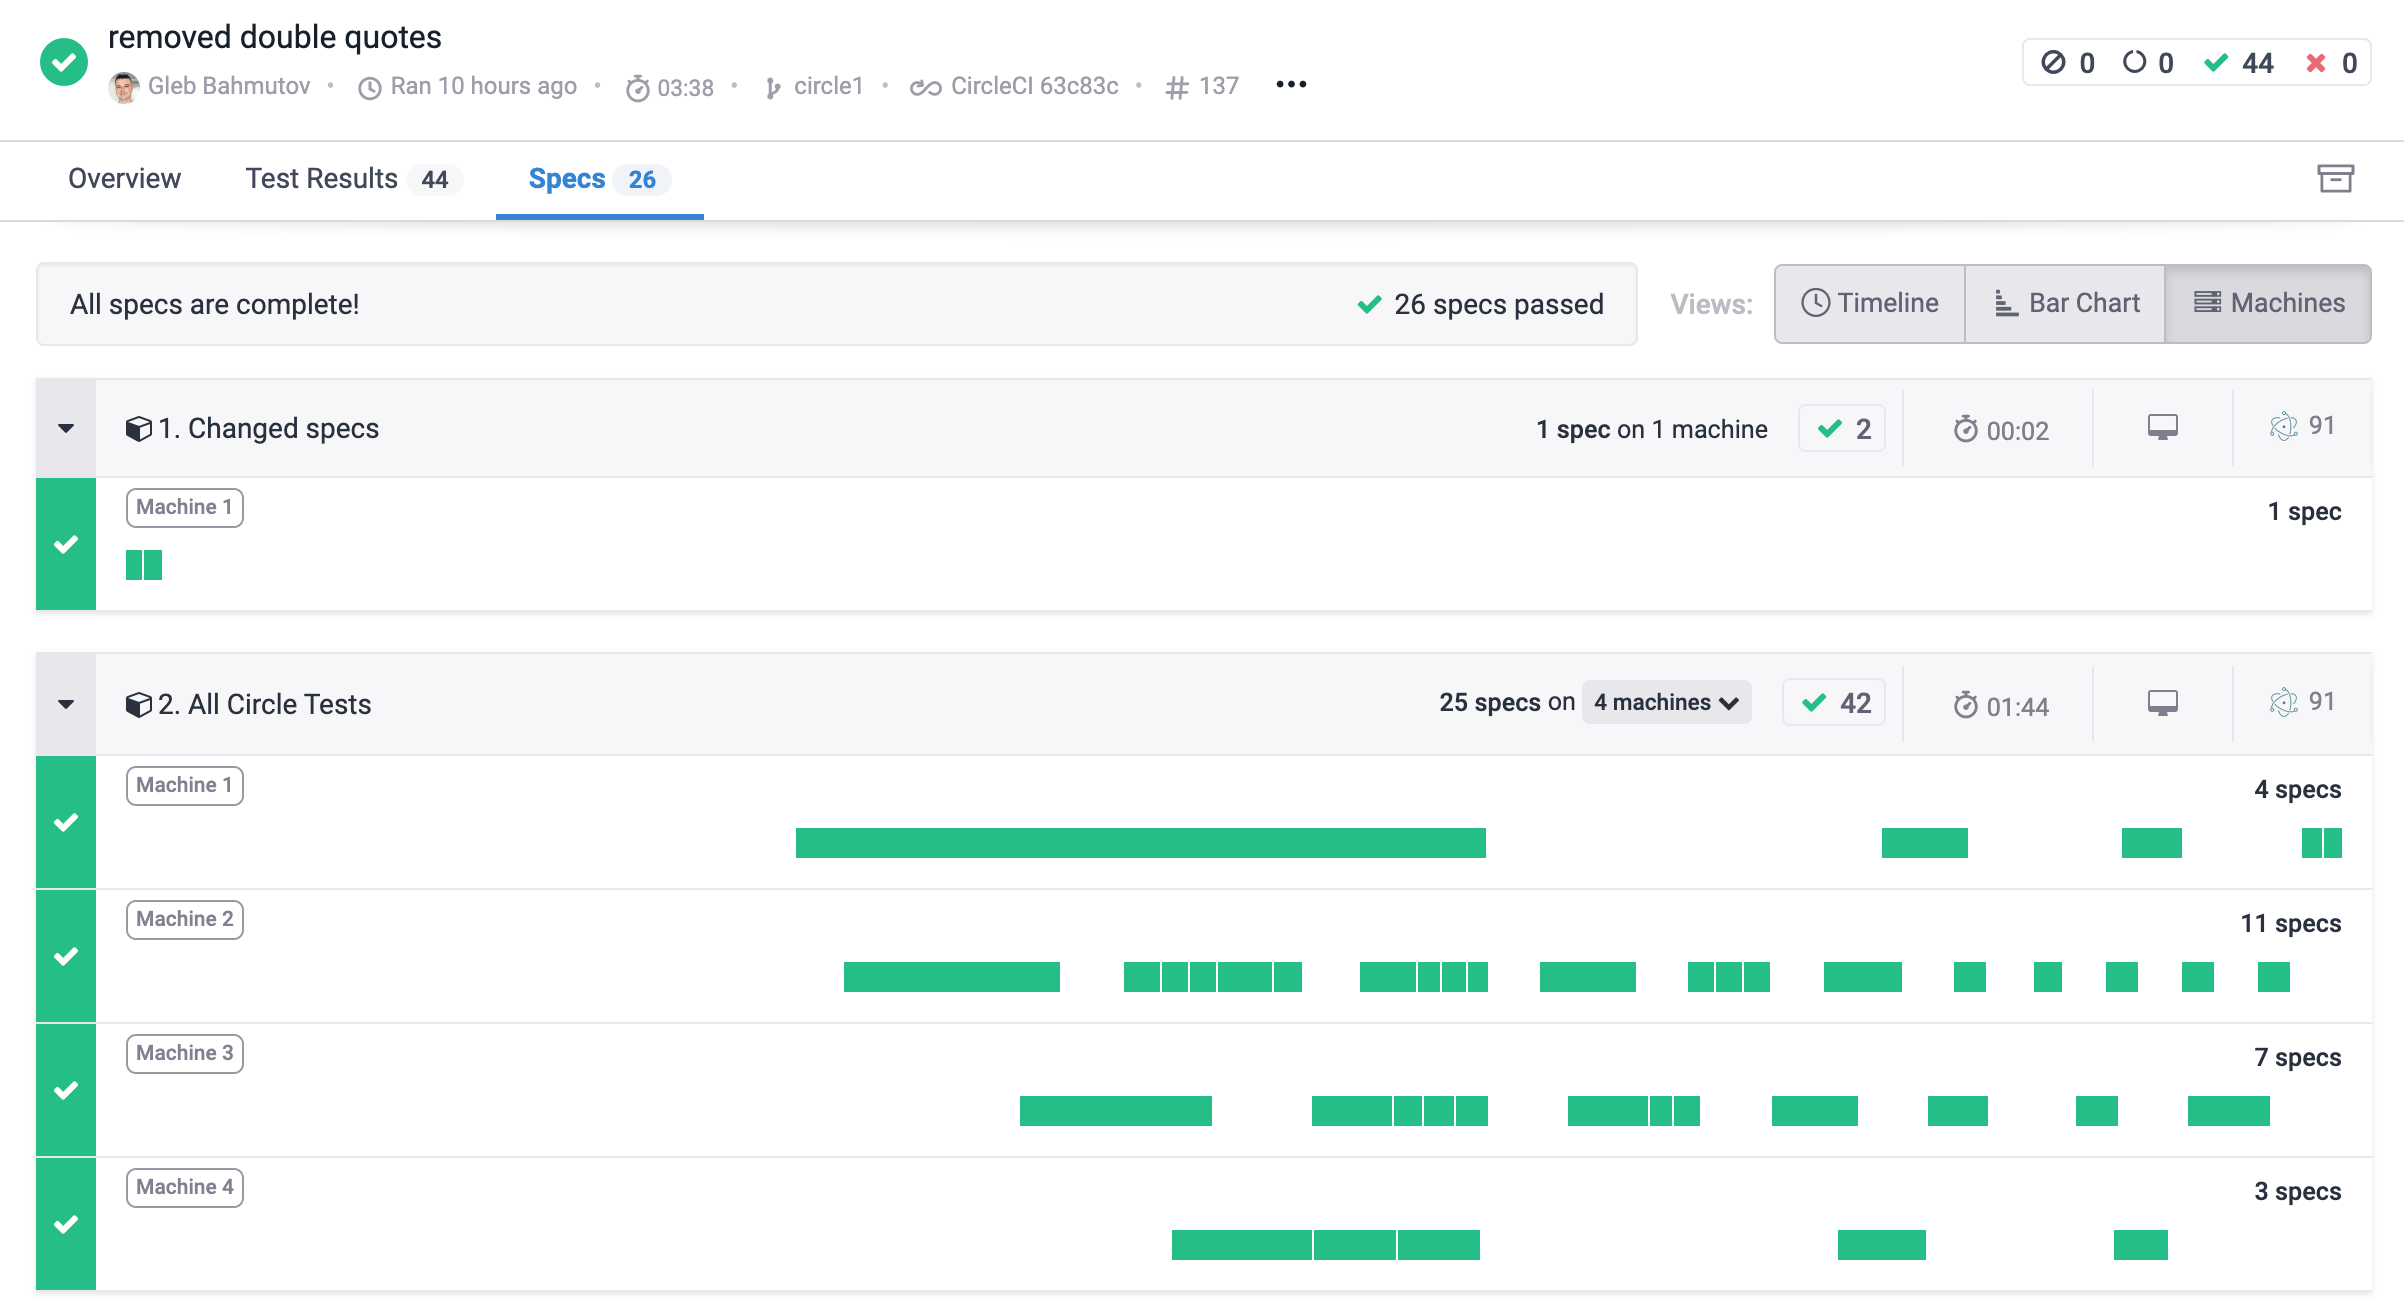 removed double quotes
Gleb Bahmutov • Ran 10 hours ago • 03:38 • circle1 • CircleCI 63c83c • # 137 •••
0 0 44 0
Overview Test Results 44 Specs 26
All specs are complete! 26 specs passed Views: Timeline Bar Chart Machines
1. Changed specs 1 spec on 1 machine 2 00:02 91
Machine 1 1 spec
2. All Circle Tests 25 specs on 4 machines 42 01:44 91
Machine 1 4 specs
Machine 2 11 specs
Machine 3 7 specs
Machine 4 3 specs